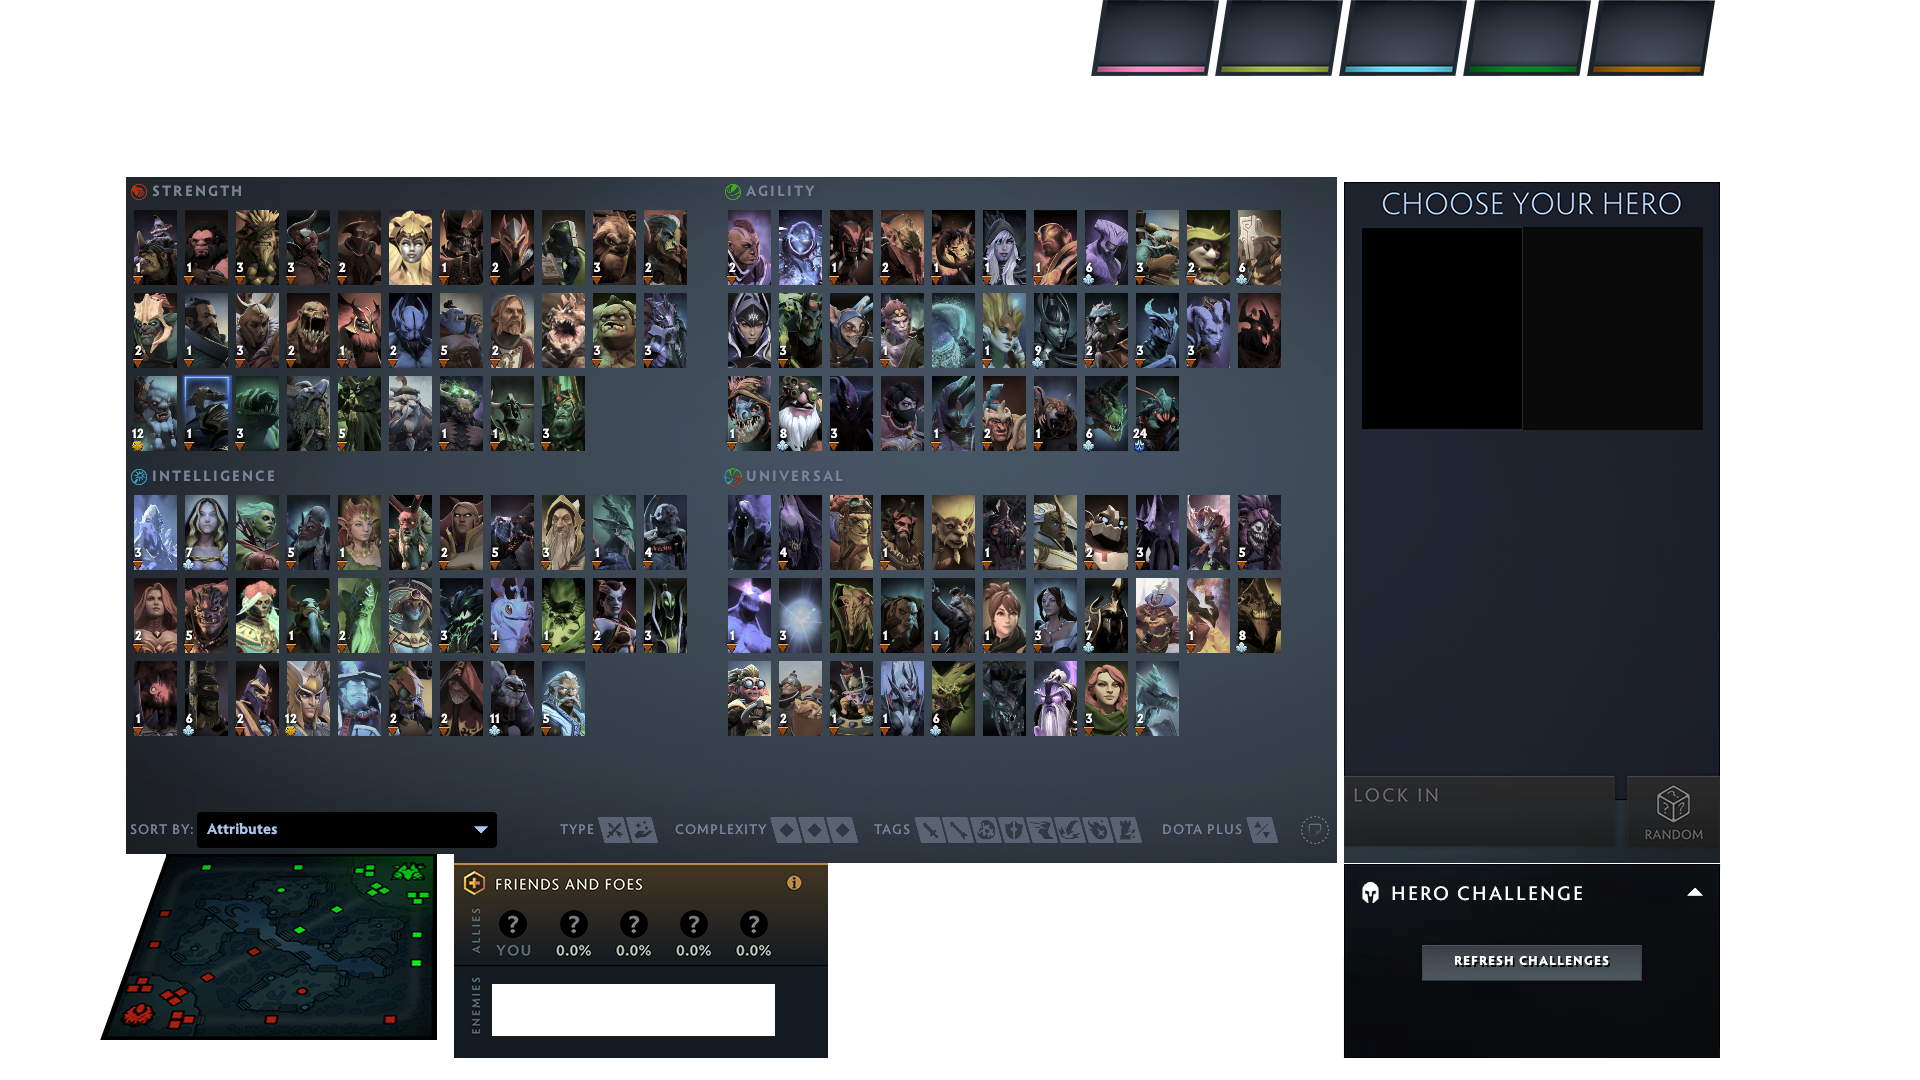 STRENGTH
AGILITY
CHOOSE YOUR HERO
1 1 3 3 2 1 2 3 2
2 1 2 1 1 1 6 3 2 6
2 1 3 2 1 2 5 2 3 3
3 1 1 9 2 3 3
12 1 3 5 1 1 3
1 8 3 1 2 1 6 24
INTELLIGENCE
UNIVERSAL
3 7 5 1 2 5 3 1 4
4 1 1 2 3 5
2 5 1 2 3 1 1 2 3
1 3 1 1 1 3 7 1 8
1 6 2 12 2 2 11 5
2 1 1 6 3 2
SORT BY:
Attributes
TYPE
COMPLEXITY
TAGS
DOTA PLUS
LOCK IN
RANDOM
FRIENDS AND FOES
ALLIES
? ? ? ? ?
YOU 0.0% 0.0% 0.0% 0.0%
ENEMIES
HERO CHALLENGE
REFRESH CHALLENGES